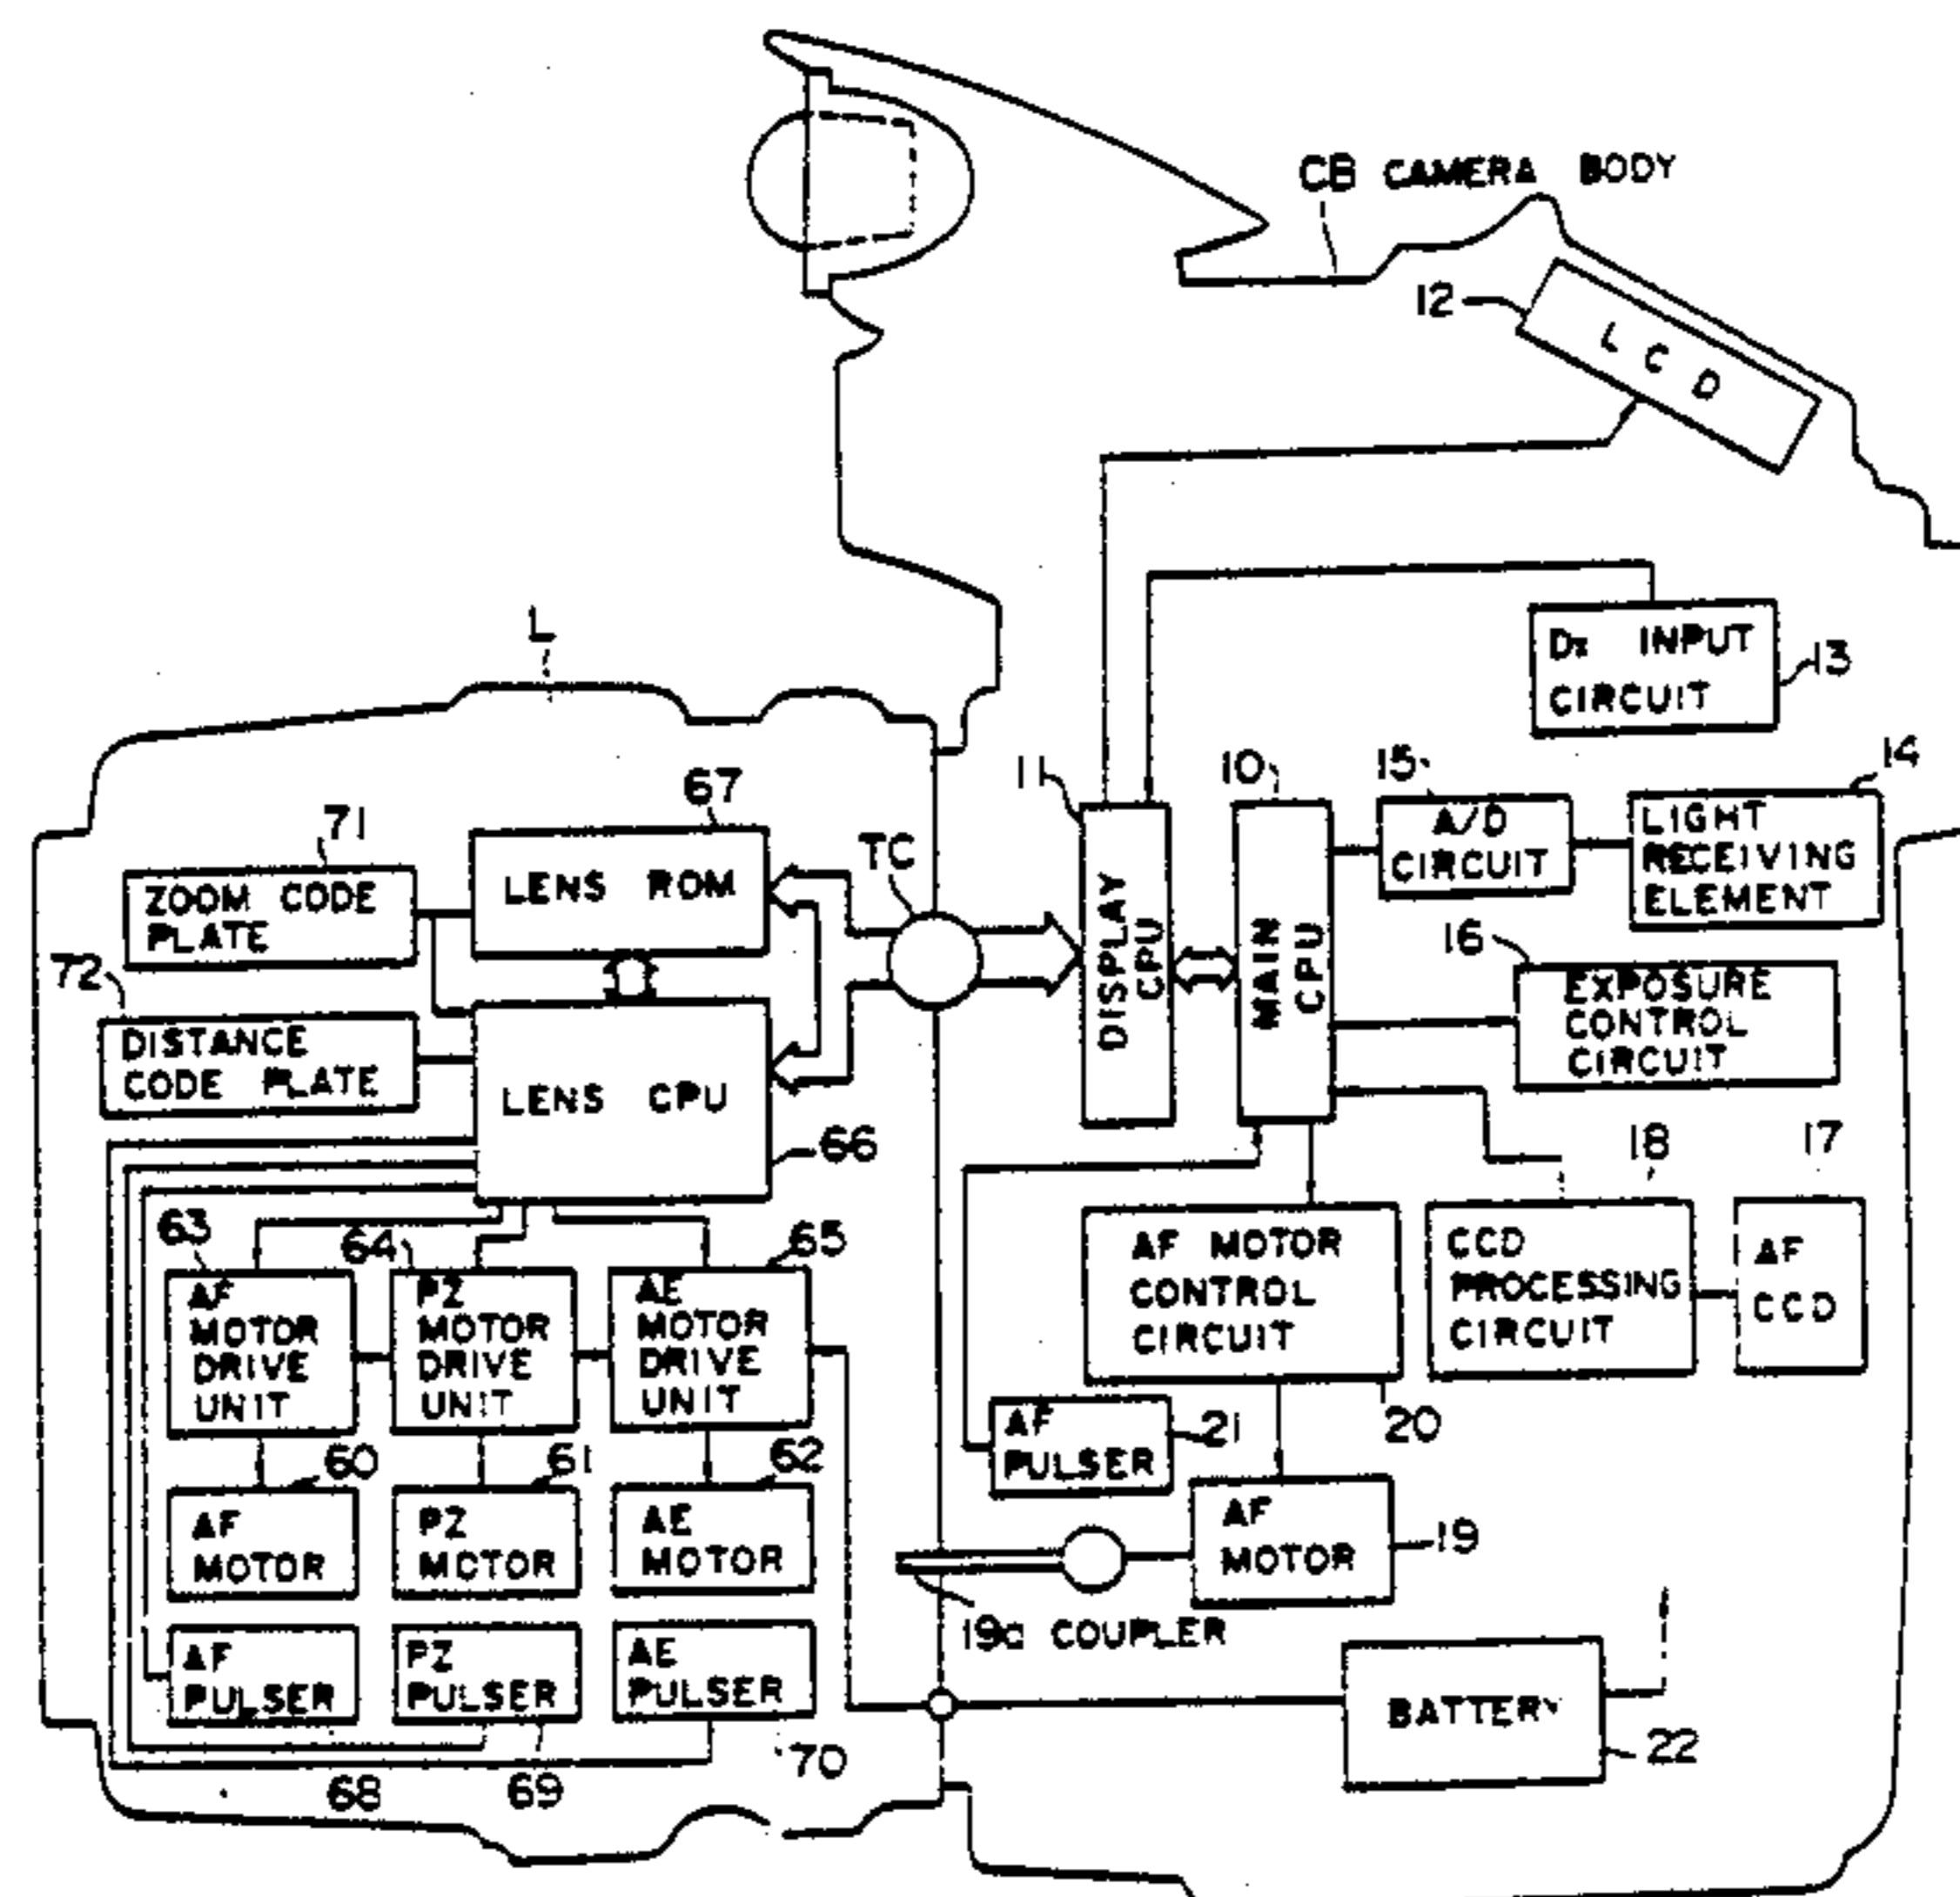 CB CAMERA BODY
12
L C D
L
Dx INPUT
CIRCUIT
13
67
71
TC
11
10
15
14
ZOOM CODE
PLATE
LENS ROM
DISPLAY
CPU
MAIN
CPU
A/D
CIRCUIT
LIGHT
RECEIVING
ELEMENT
72
16
DISTANCE
CODE PLATE
LENS CPU
66
EXPOSURE
CONTROL
CIRCUIT
18
17
63
64
65
AF
MOTOR
DRIVE
UNIT
PZ
MOTOR
DRIVE
UNIT
AE
MOTOR
DRIVE
UNIT
AF MOTOR
CONTROL
CIRCUIT
CCD
PROCESSING
CIRCUIT
AF
CCD
20
60
61
62
AF
PULSER
21
AF
MOTOR
PZ
MOTOR
AE
MOTOR
AF
MOTOR
19
19a COUPLER
AF
PULSER
PZ
PULSER
AE
PULSER
BATTERY
22
68
69
70